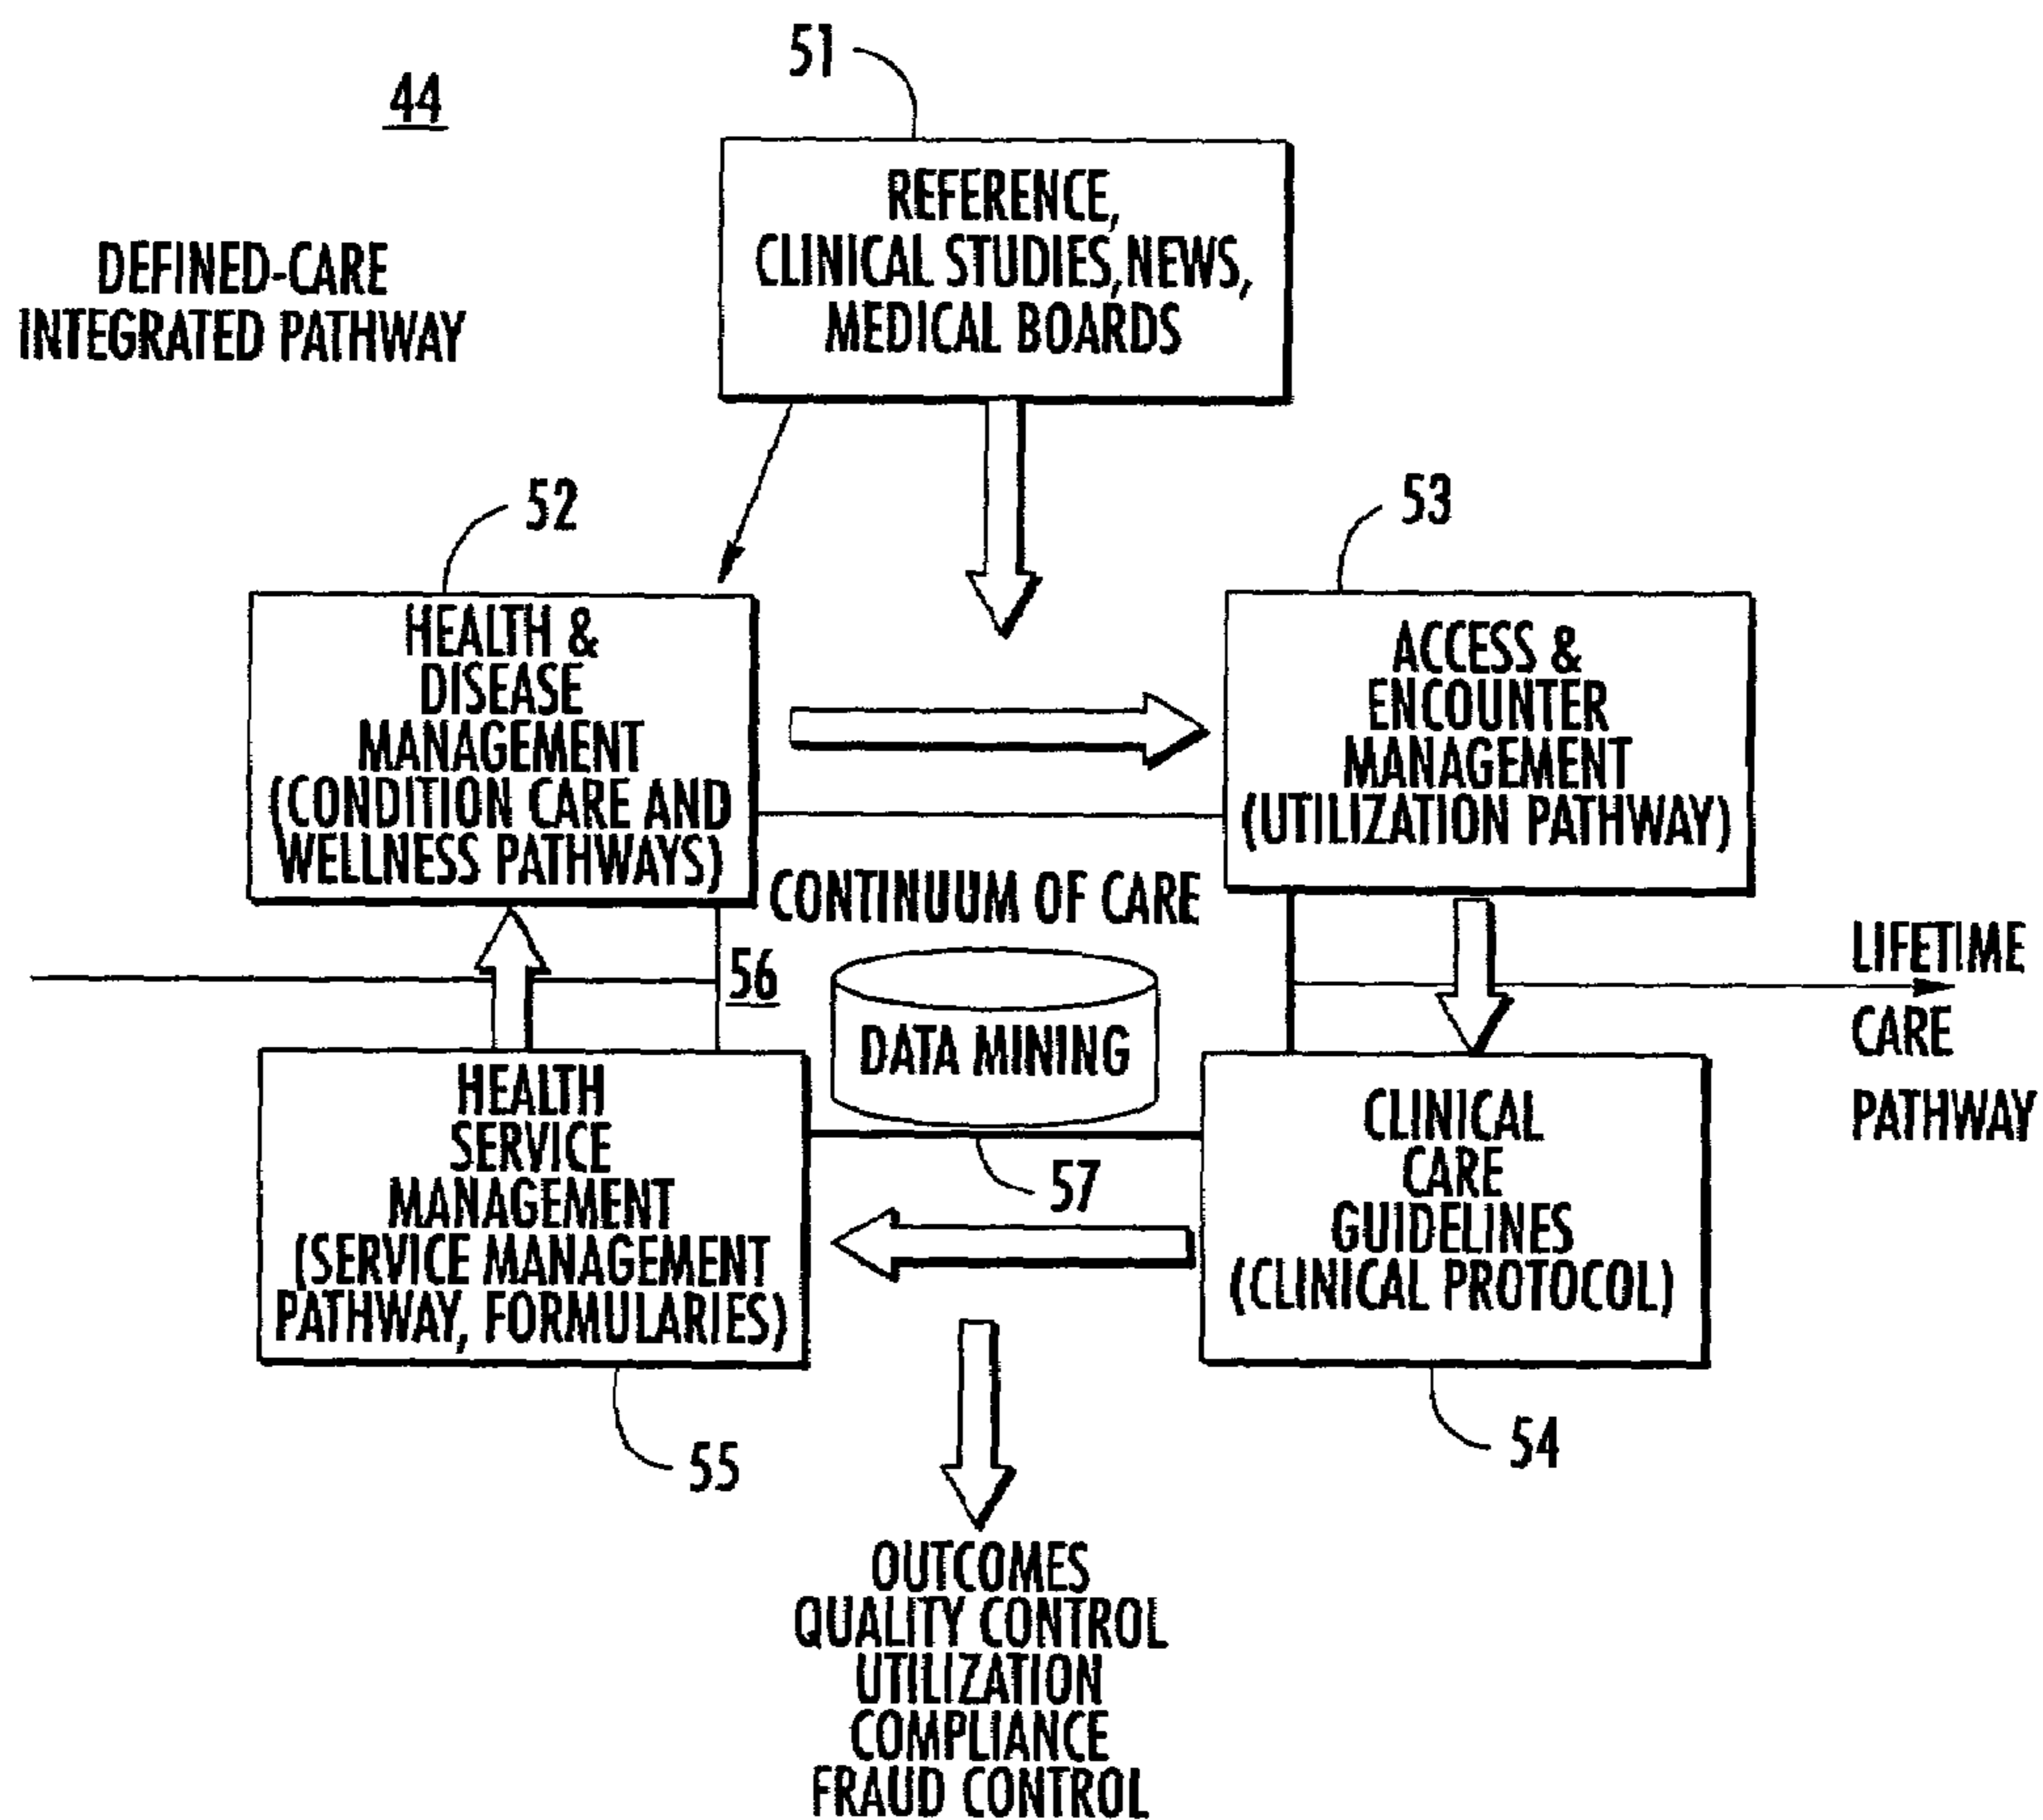 51
44
REFERENCE,
CLINICAL STUDIES, NEWS,
MEDICAL BOARDS
DEFINED-CARE
INTEGRATED PATHWAY
52
53
HEALTH &
DISEASE
MANAGEMENT
(CONDITION CARE AND
WELLNESS PATHWAYS)
ACCESS &
ENCOUNTER
MANAGEMENT
(UTILIZATION PATHWAY)
CONTINUUM OF CARE
56
DATA MINING
57
LIFETIME
CARE
PATHWAY
HEALTH
SERVICE
MANAGEMENT
(SERVICE MANAGEMENT
PATHWAY, FORMULARIES)
CLINICAL
CARE
GUIDELINES
(CLINICAL PROTOCOL)
55
54
OUTCOMES
QUALITY CONTROL
UTILIZATION
COMPLIANCE
FRAUD CONTROL